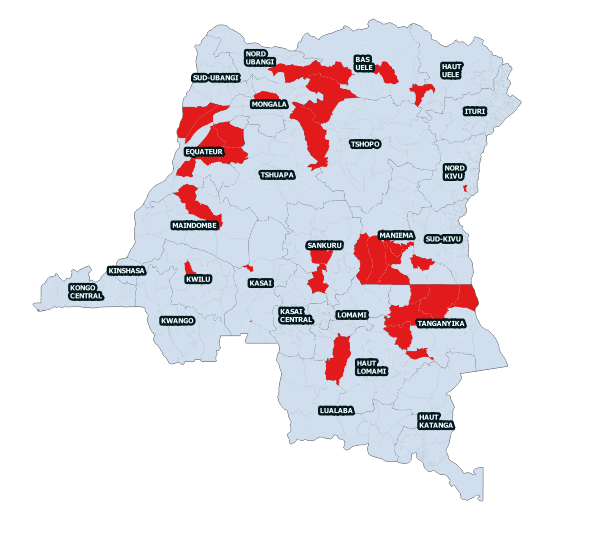 NORD
UBANGI
BAS
UELE
HAUT
UELE
SUD-UBANGI
MONGALA
ITURI
EQUATEUR
TSHOPO
TSHUAPA
NORD
KIVU
MAINDOMBE
MANIEMA
SUD-KIVU
SANKURU
KINSHASA
KWILU
KASAI
KONGO
CENTRAL
KWANGO
KASAI
CENTRAL
LOMAMI
TANGANYIKA
HAUT
LOMAMI
LUALABA
HAUT
KATANGA